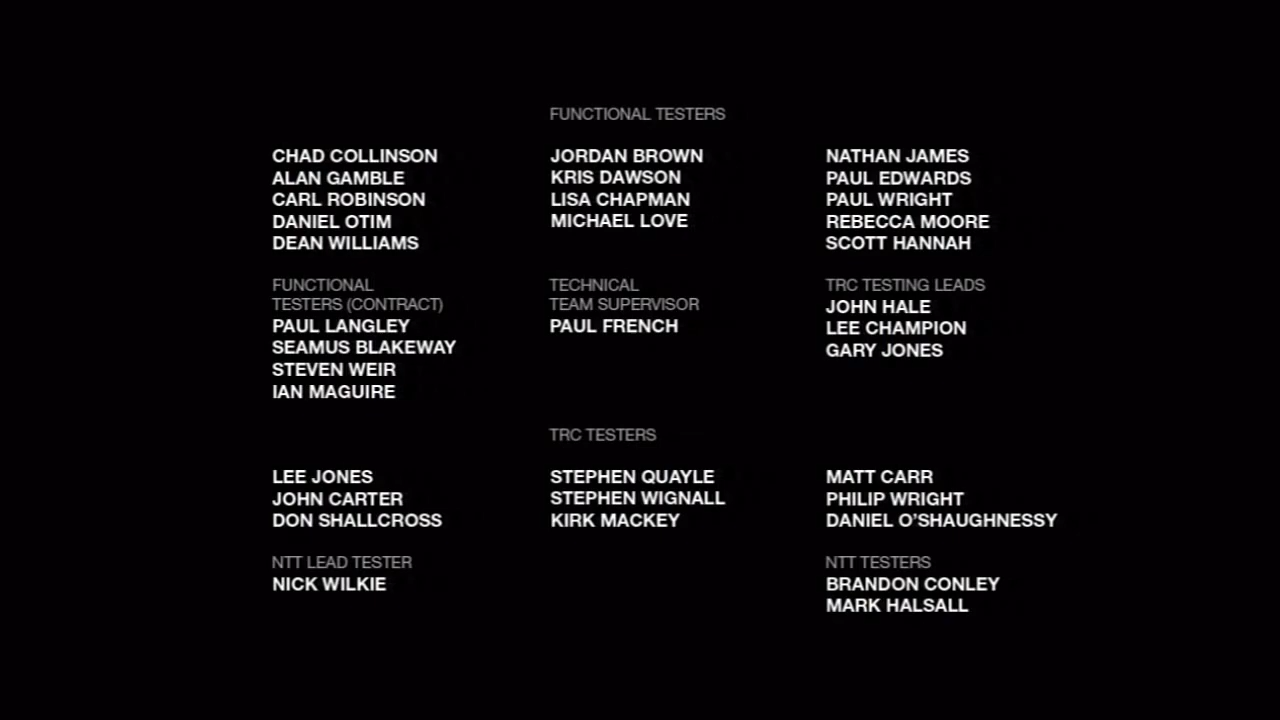 FUNCTIONAL TESTERS
CHAD COLLINSON
ALAN GAMBLE
CARL ROBINSON
DANIEL OTIM
DEAN WILLIAMS
JORDAN BROWN
KRIS DAWSON
LISA CHAPMAN
MICHAEL LOVE
NATHAN JAMES
PAUL EDWARDS
PAUL WRIGHT
REBECCA MOORE
SCOTT HANNAH
FUNCTIONAL
TESTERS (CONTRACT)
PAUL LANGLEY
SEAMUS BLAKEWAY
STEVEN WEIR
IAN MAGUIRE
TECHNICAL
TEAM SUPERVISOR
PAUL FRENCH
TRC TESTING LEADS
JOHN HALE
LEE CHAMPION
GARY JONES
TRC TESTERS
LEE JONES
JOHN CARTER
DON SHALLCROSS
STEPHEN QUAYLE
STEPHEN WIGNALL
KIRK MACKEY
MATT CARR
PHILIP WRIGHT
DANIEL O'SHAUGHNESSY
NTT LEAD TESTER
NICK WILKIE
NTT TESTERS
BRANDON CONLEY
MARK HALSALL